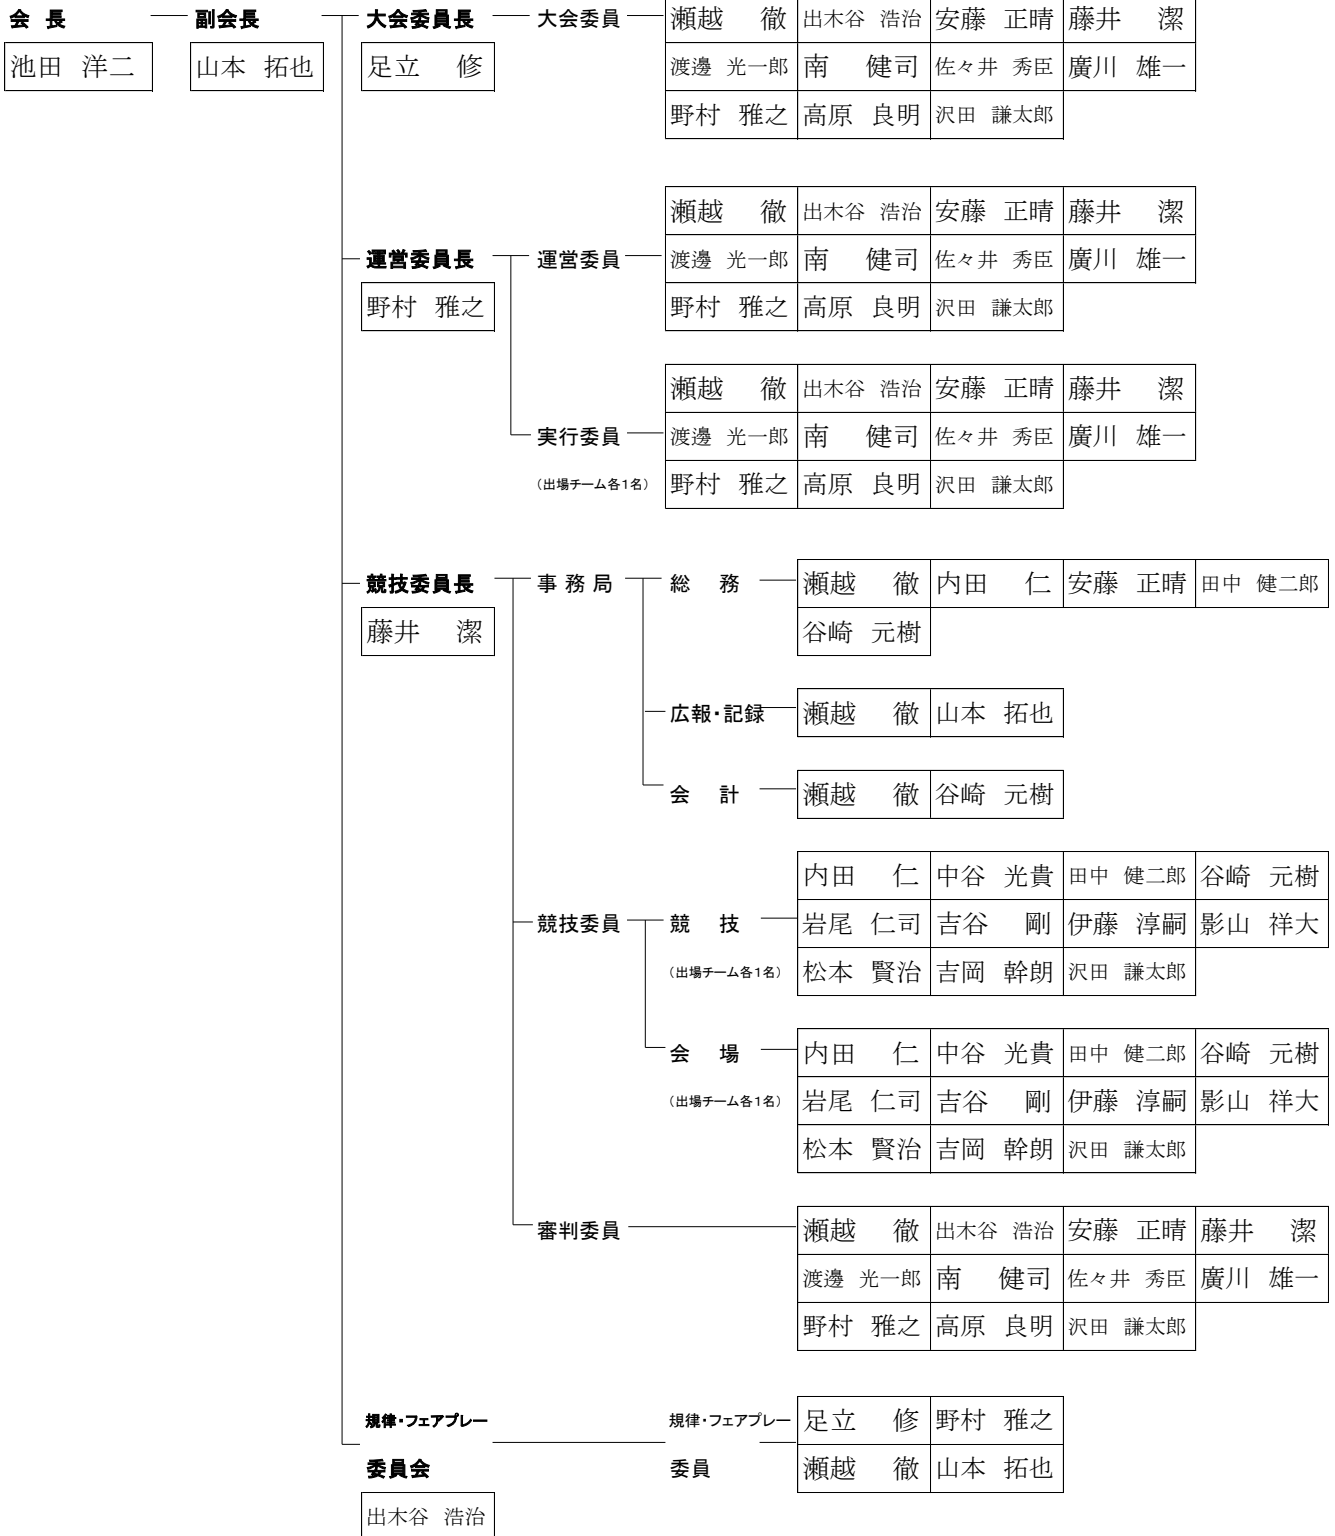 会 長 副会長 大会委員長 大会委員 瀬越 徹 出木谷 浩治 安藤 正晴 藤井 潔
池田 洋二 山本 拓也 足立 修 渡邊 光一郎 南 健司 佐々井 秀臣 廣川 雄一
野村 雅之 高原 良明 沢田 謙太郎
瀬越 徹 出木谷 浩治 安藤 正晴 藤井 潔
運営委員長 運営委員 渡邊 光一郎 南 健司 佐々井 秀臣 廣川 雄一
野村 雅之 野村 雅之 高原 良明 沢田 謙太郎
瀬越 徹 出木谷 浩治 安藤 正晴 藤井 潔
実行委員 渡邊 光一郎 南 健司 佐々井 秀臣 廣川 雄一
（出場チーム各１名） 野村 雅之 高原 良明 沢田 謙太郎
競技委員長 事 務 局 総 務 瀬越 徹 内田 仁 安藤 正晴 田中 健二郎
藤井 潔 谷崎 元樹
広報・記録 瀬越 徹 山本 拓也
会 計 瀬越 徹 谷崎 元樹
内田 仁 中谷 光貴 田中 健二郎 谷崎 元樹
競技委員 競 技 岩尾 仁司 吉谷 剛 伊藤 淳嗣 影山 祥大
（出場チーム各１名） 松本 賢治 吉岡 幹朗 沢田 謙太郎
会 場 内田 仁 中谷 光貴 田中 健二郎 谷崎 元樹
（出場チーム各１名） 岩尾 仁司 吉谷 剛 伊藤 淳嗣 影山 祥大
松本 賢治 吉岡 幹朗 沢田 謙太郎
審判委員 瀬越 徹 出木谷 浩治 安藤 正晴 藤井 潔
渡邊 光一郎 南 健司 佐々井 秀臣 廣川 雄一
野村 雅之 高原 良明 沢田 謙太郎
規律・フェアプレー 規律・フェアプレー 足立 修 野村 雅之
委員会 委員 瀬越 徹 山本 拓也
出木谷 浩治